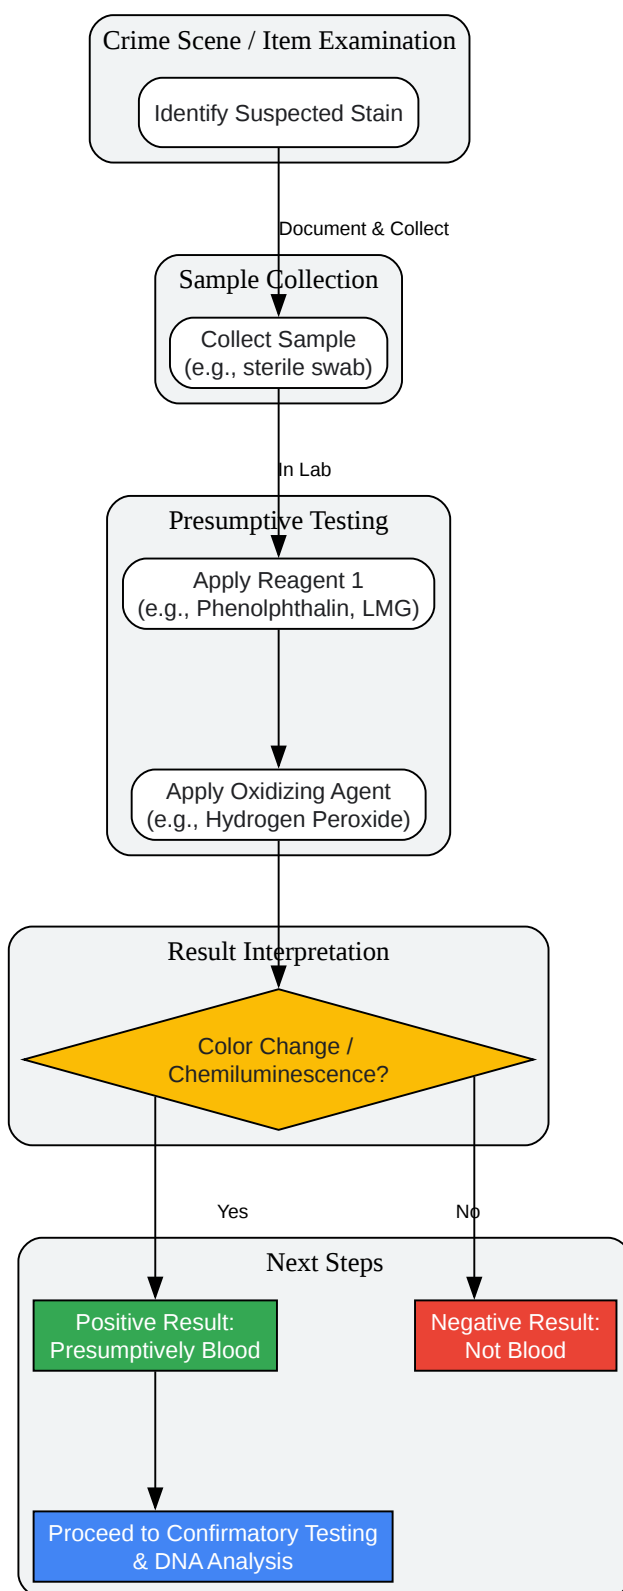 Crime Scene / Item Examination
Identify Suspected Stain
Document & Collect
Sample Collection
Collect Sample
(e.g., sterile swab)
In Lab
Presumptive Testing
Apply Reagent 1
(e.g., Phenolphthalin, LMG)
Apply Oxidizing Agent
(e.g., Hydrogen Peroxide)
Result Interpretation
Color Change /
Chemiluminescence?
Yes
No
Next Steps
Positive Result:
Presumptively Blood
Negative Result:
Not Blood
Proceed to Confirmatory Testing
& DNA Analysis